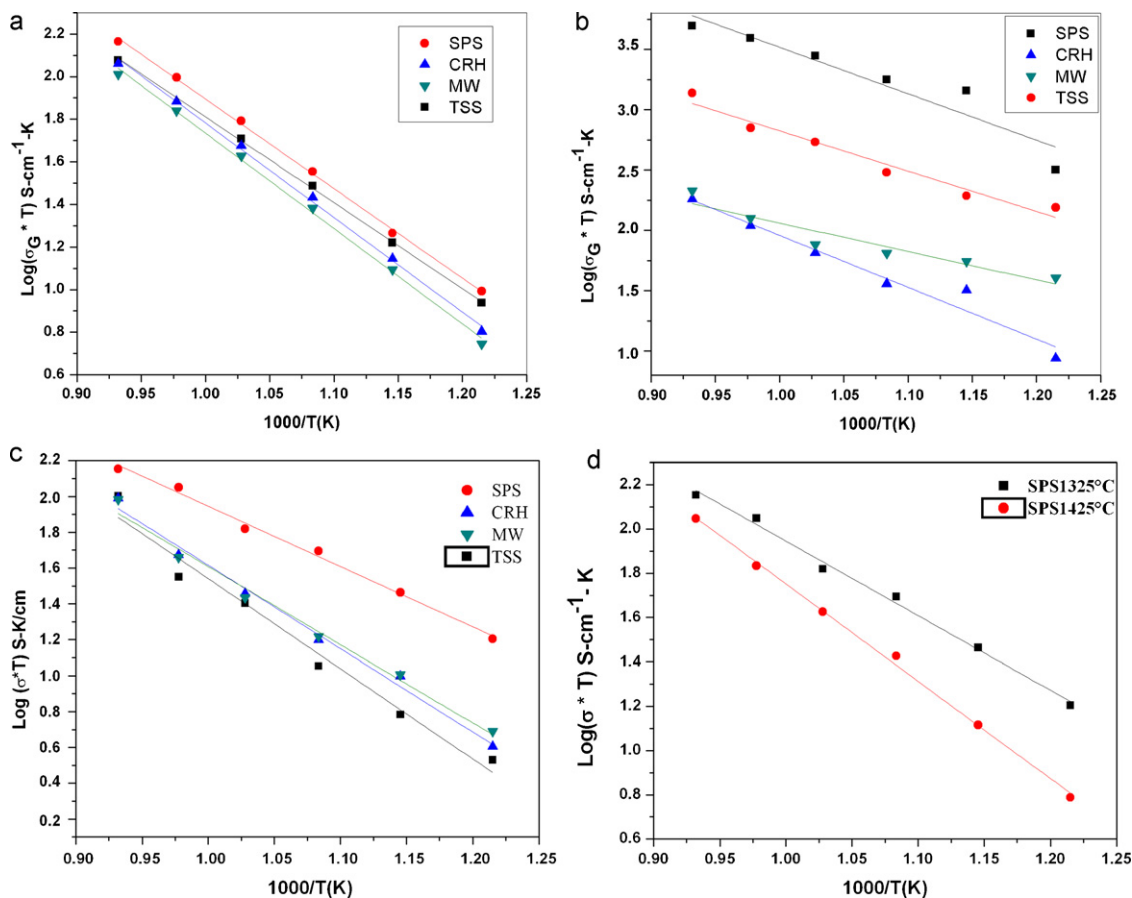 a
2.2
2.0
1.8
1.6
1.4
1.2
1.0
0.8
0.6
Log(σG * T) S-cm-1-K
SPS
CRH
MW
TSS
0.90 0.95 1.00 1.05 1.10 1.15 1.20 1.25
1000/T(K)
b
3.5
3.0
2.5
2.0
1.5
1.0
Log(σG * T) S-cm-1-K
SPS
CRH
MW
TSS
0.90 0.95 1.00 1.05 1.10 1.15 1.20 1.25
1000/T(K)
c
2.2
2.0
1.8
1.6
1.4
1.2
1.0
0.8
0.6
0.4
0.2
Log (σ*T) S-K/cm
SPS
CRH
MW
TSS
0.90 0.95 1.00 1.05 1.10 1.15 1.20 1.25
1000/T(K)
d
2.2
2.0
1.8
1.6
1.4
1.2
1.0
0.8
0.6
Log(σ * T) S-cm-1- K
SPS1325°C
SPS1425°C
0.90 0.95 1.00 1.05 1.10 1.15 1.20 1.25
1000/T(K)